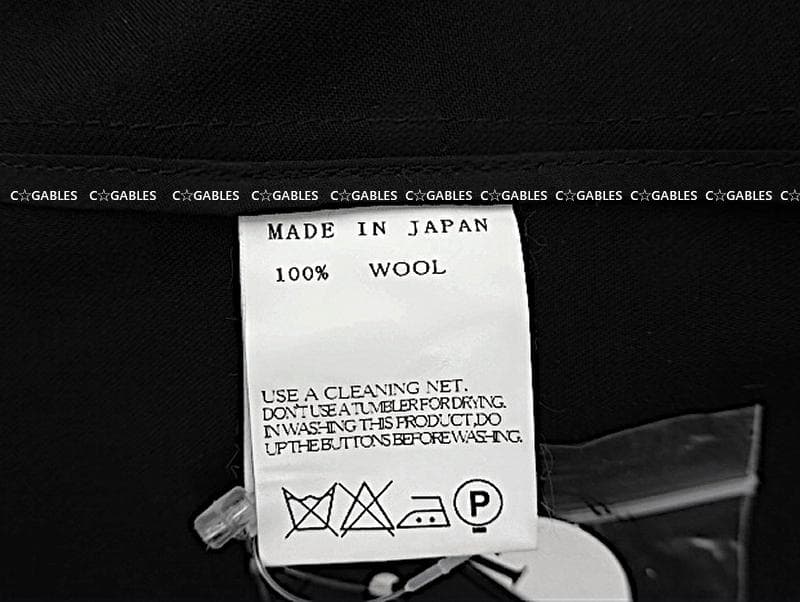 C☆GABLES C☆GABLES C☆GABLES C☆GABLES C☆GABLES C☆GABLES C☆GABLES C☆GABLES C☆GABLES C☆GABLES C☆
MADE IN JAPAN
100% WOOL
USE A CLEANING NET.
DON'T USE A TUMBLER FOR DRYING.
IN WASHING THIS PRODUCT,DO
UP THE BUTTONS BEFORE WASHING.
P